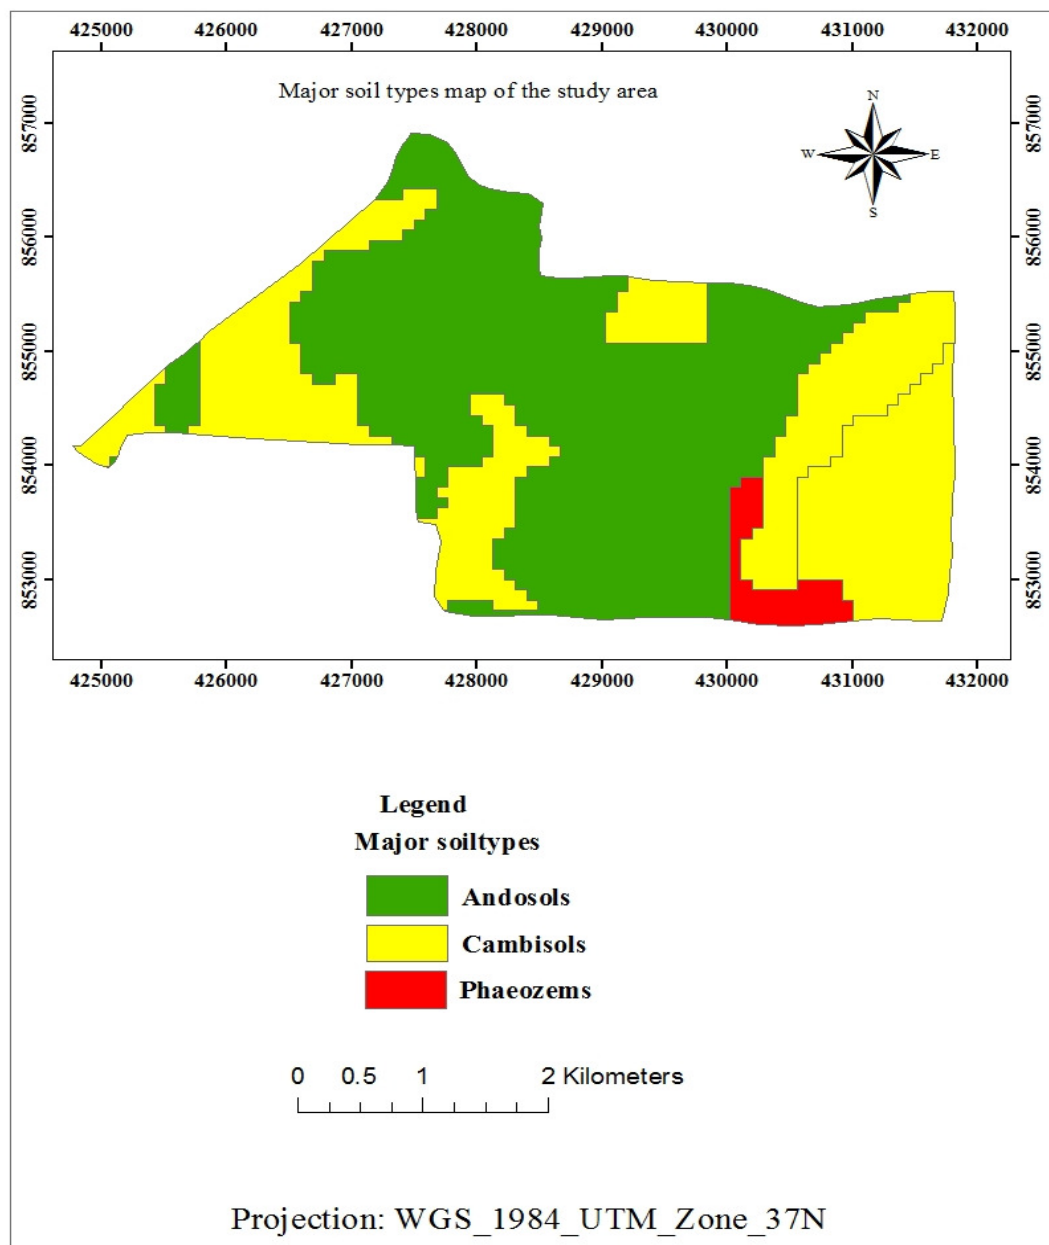 425000 426000 427000 428000 429000 430000 431000 432000
Major soil types map of the study area
N
W E
S
857000 857000
856000 856000
855000 855000
854000 854000
853000 853000
425000 426000 427000 428000 429000 430000 431000 432000
Legend
Major soiltypes
Andosols
Cambisols
Phaeozems
0 0.5 1 2 Kilometers
Projection: WGS_1984_UTM_Zone_37N